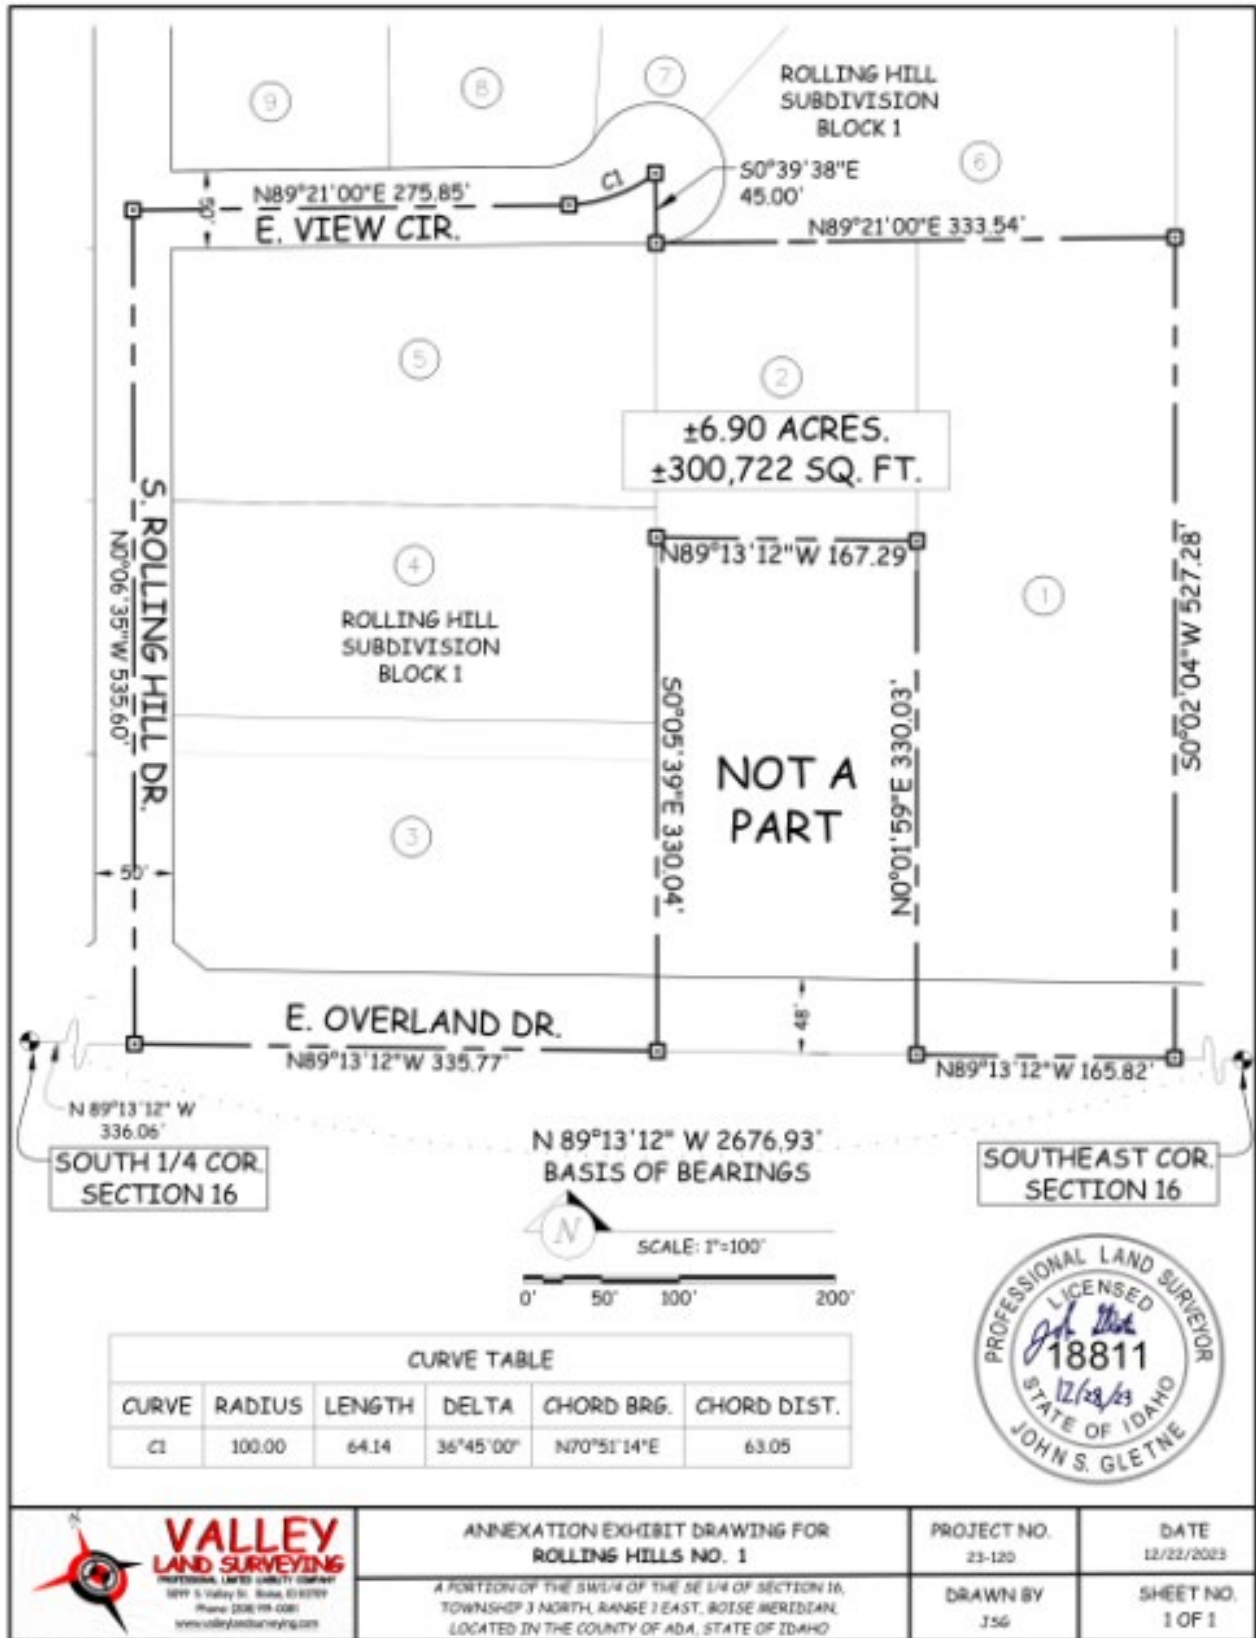 9
8
7
ROLLING HILL
SUBDIVISION
BLOCK 1
6
S0°39'38"E
45.00'
C1
N89°21'00"E 275.85'
50'
E. VIEW CIR.
N89°21'00"E 333.54'
5
2
±6.90 ACRES.
±300,722 SQ. FT.
S. ROLLING HILL DR.
N0°06'35"W 535.60'
4
ROLLING HILL
SUBDIVISION
BLOCK 1
N89°13'12"W 167.29'
1
S0°02'04"W 527.28'
S0°05'39"E 330.04'
NOT A
PART
N0°01'59"E 330.03'
3
50'
E. OVERLAND DR.
48'
N89°13'12"W 335.77'
N89°13'12"W 165.82'
N 89°13'12" W
336.06'
SOUTH 1/4 COR.
SECTION 16
N 89°13'12" W 2676.93'
BASIS OF BEARINGS
SOUTHEAST COR.
SECTION 16
N
SCALE: 1"=100'
0' 50' 100' 200'
PROFESSIONAL LAND SURVEYOR
LICENSED
18811
12/28/23
STATE OF IDAHO
JOHN S. GLETNE
CURVE TABLE
CURVE RADIUS LENGTH DELTA CHORD BRG. CHORD DIST.
C1 100.00 64.14 36°45'00" N70°51'14"E 63.05
VALLEY
LAND SURVEYING
PROFESSIONAL LIMITED LIABILITY COMPANY
www.valleylandsurveying.com
ANNEXATION EXHIBIT DRAWING FOR
ROLLING HILLS NO. 1
A PORTION OF THE SW1/4 OF THE SE 1/4 OF SECTION 16,
TOWNSHIP 3 NORTH, RANGE 1 EAST, BOISE MERIDIAN,
LOCATED IN THE COUNTY OF ADA, STATE OF IDAHO
PROJECT NO.
23-120
DATE
12/22/2023
DRAWN BY
JSG
SHEET NO.
1 OF 1